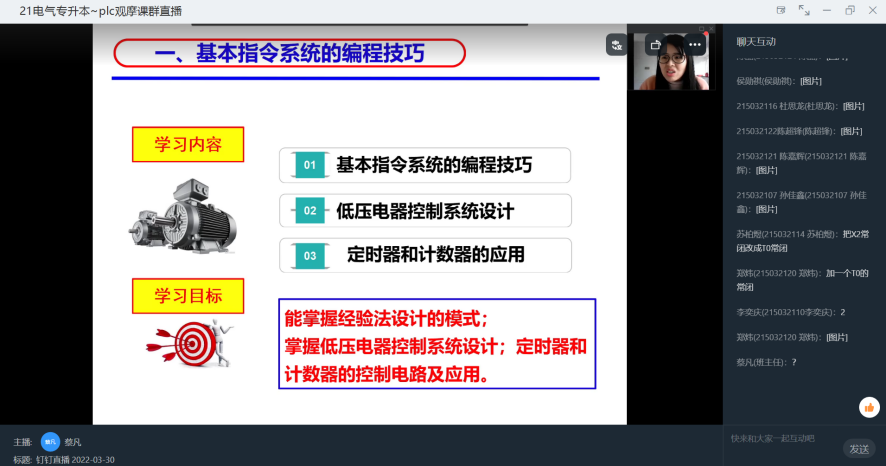 21电气专升本~plc观摩课群直播
一、基本指令系统的编程技巧
学习内容
01 基本指令系统的编程技巧
02 低压电器控制系统设计
03 定时器和计数器的应用
学习目标
能掌握经验法设计的模式；
掌握低压电器控制系统设计；定时器和
计数器的控制电路及应用。
聊天互动
侯勋祺(侯勋祺)：[图片]
215032116 杜思龙(杜思龙)：[图片]
215032122陈超锋(陈超锋)：[图片]
215032121 陈嘉辉(215032121 陈嘉
辉)：[图片]
215032107 孙佳鑫(215032107 孙佳
鑫)：[图片]
苏柏燈(215032114 苏柏燈)：把X2常
闭改成T0常闭
郑炜(215032120 郑炜)：加一个T0的
常闭
李奕庆(215032110李奕庆)：2
郑炜(215032120 郑炜)：[图片]
蔡凡(班主任)：?
快来和大家一起互动吧
发送
主播: 蔡凡 蔡凡
标题: 钉钉直播 2022-03-30